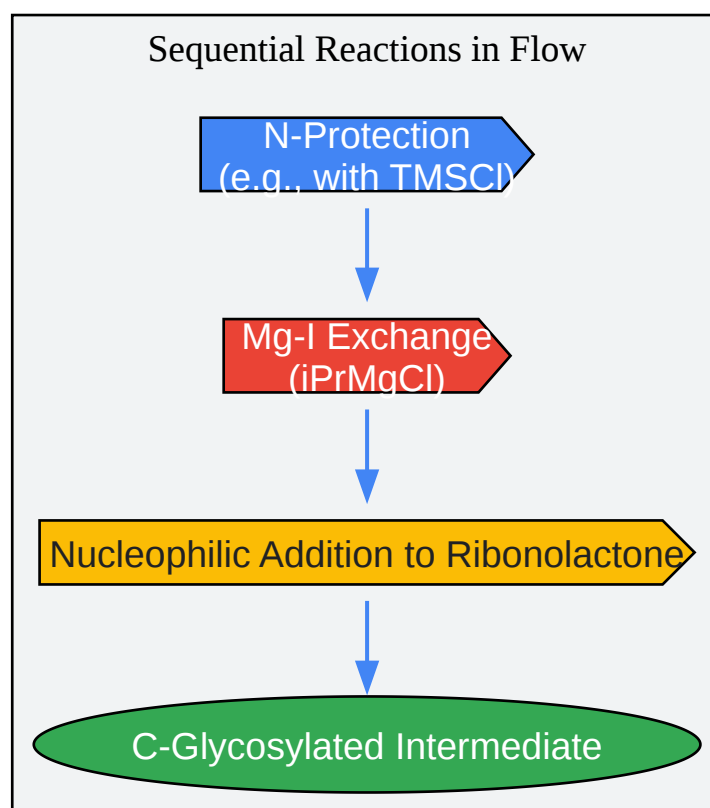 Sequential Reactions in Flow
N-Protection
(e.g., with TMSCl)
Mg-I Exchange
(iPrMgCl)
Nucleophilic Addition to Ribonolactone
C-Glycosylated Intermediate